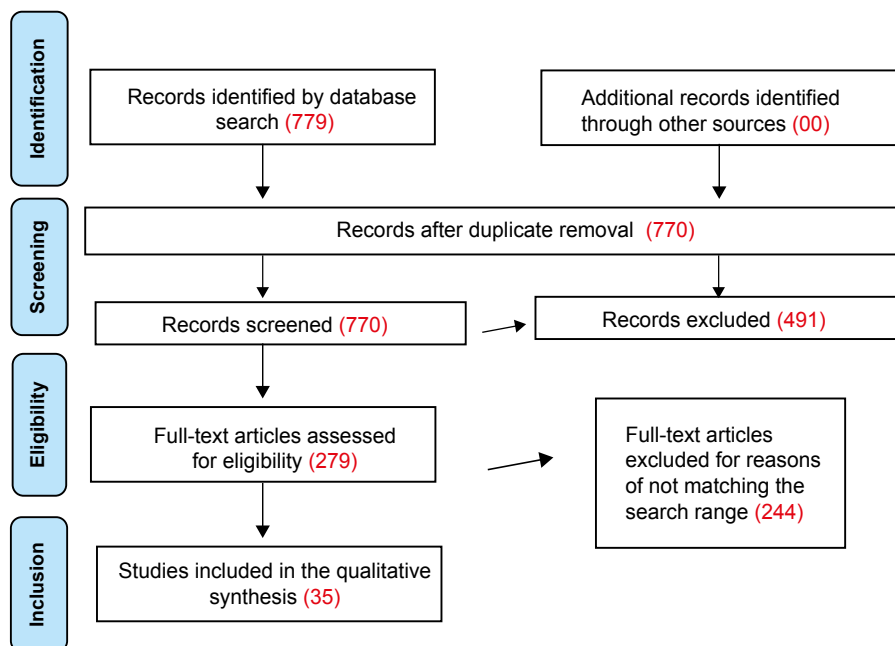 Identification
Records identified by database
search (779)
Additional records identified
through other sources (00)
Screening
Records after duplicate removal (770)
Records screened (770)
Records excluded (491)
Eligibility
Full-text articles assessed
for eligibility (279)
Full-text articles
excluded for reasons
of not matching the
search range (244)
Inclusion
Studies included in the qualitative
synthesis (35)